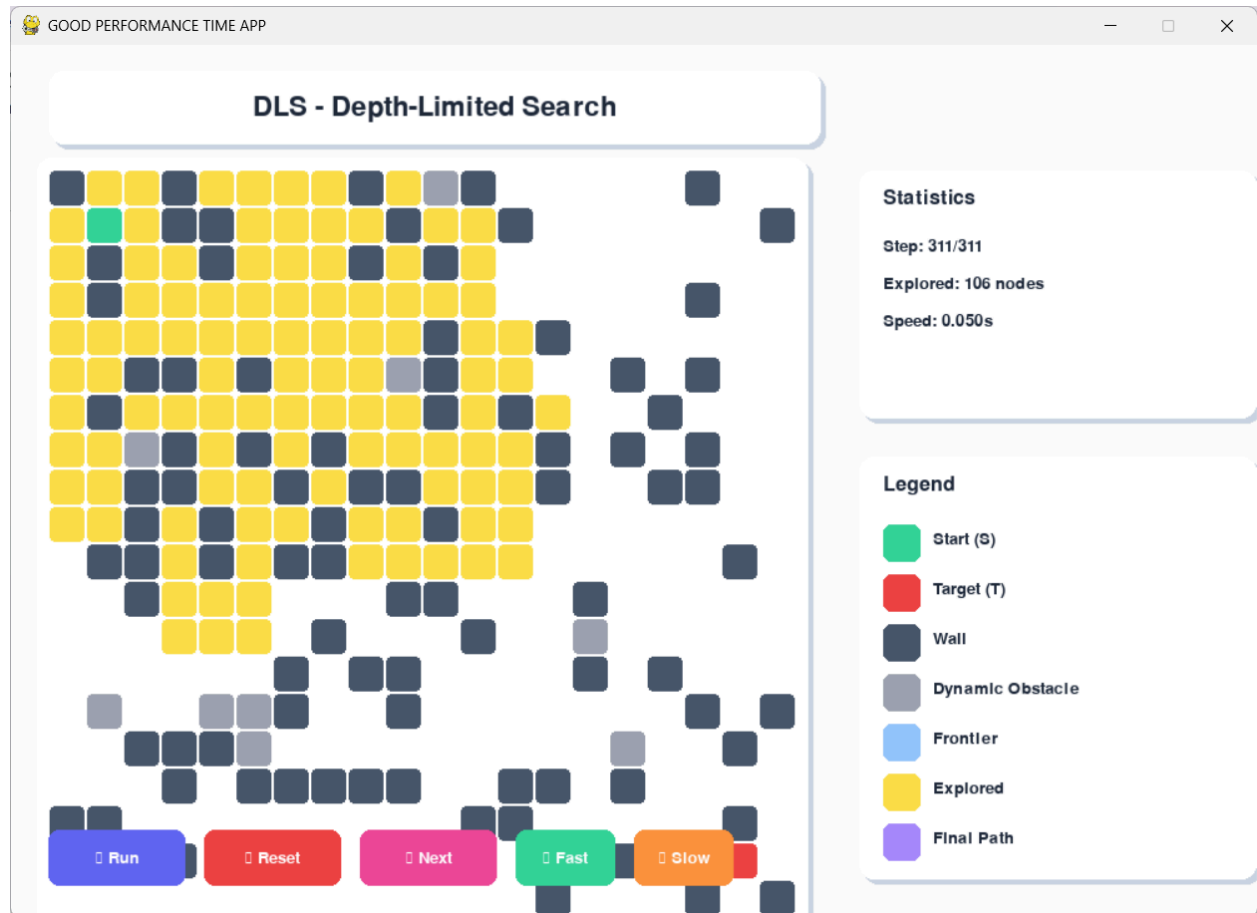 GOOD PERFORMANCE TIME APP
DLS - Depth-Limited Search
Statistics
Step: 311/311
Explored: 106 nodes
Speed: 0.050s
Legend
Start (S)
Target (T)
Wall
Dynamic Obstacle
Frontier
Explored
Final Path
Run
Reset
Next
Fast
Slow